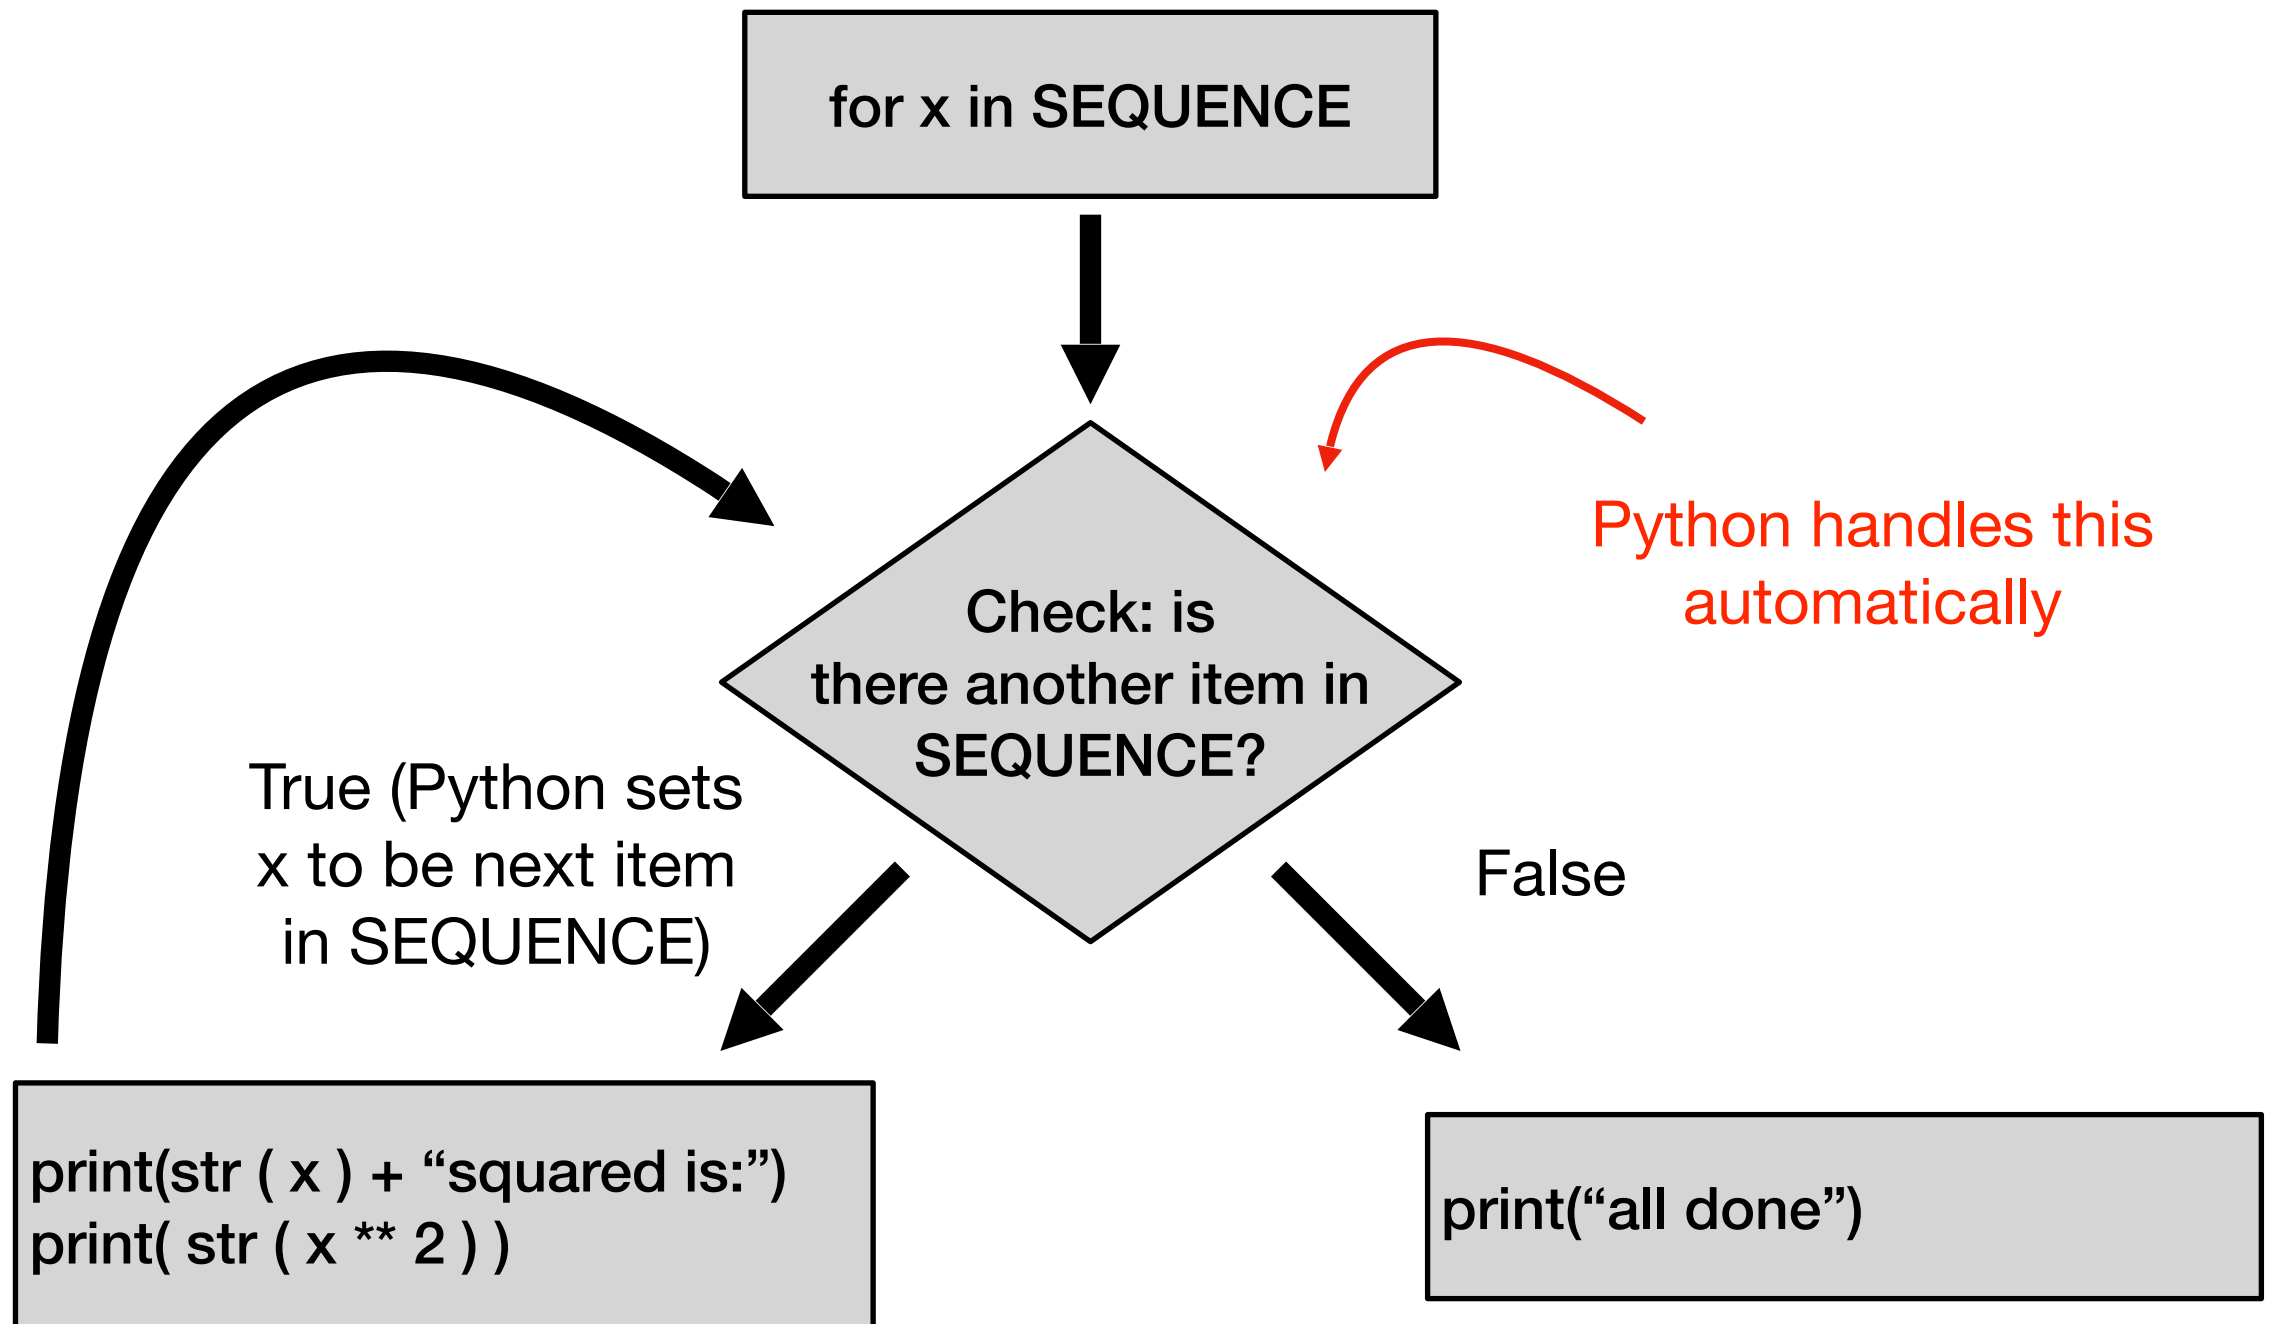 for x in SEQUENCE
Python handles this
automatically
Check: is
there another item in
SEQUENCE?
True (Python sets
x to be next item
in SEQUENCE)
False
print(str ( x ) + “squared is:”)
print( str ( x ** 2 ) )
print(“all done”)